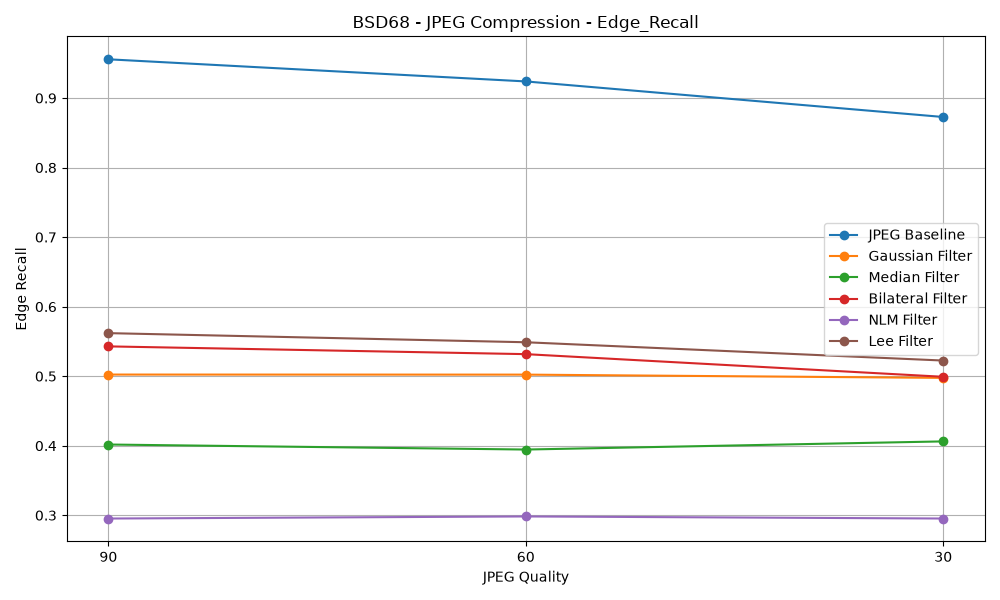 BSD68 - JPEG Compression - Edge_Recall
Edge Recall
0.9
0.8
0.7
0.6
0.5
0.4
0.3
JPEG Baseline
Gaussian Filter
Median Filter
Bilateral Filter
NLM Filter
Lee Filter
90
60
30
JPEG Quality